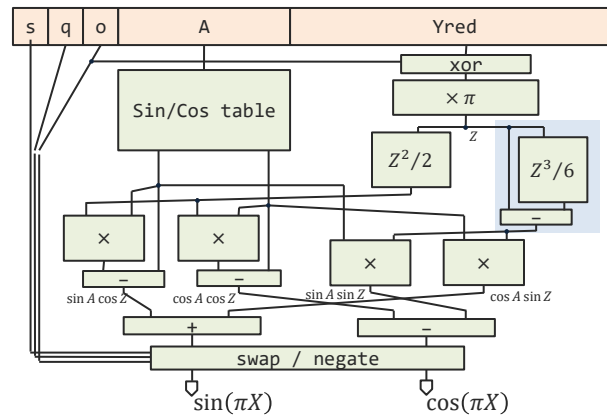 s q o A Yred
xor
Sin/Cos table
× π
Z
Z²/2
Z³/6
−
× × × ×
− −
sin A cos Z cos A cos Z sin A sin Z cos A sin Z
+ −
swap / negate
sin(πX) cos(πX)